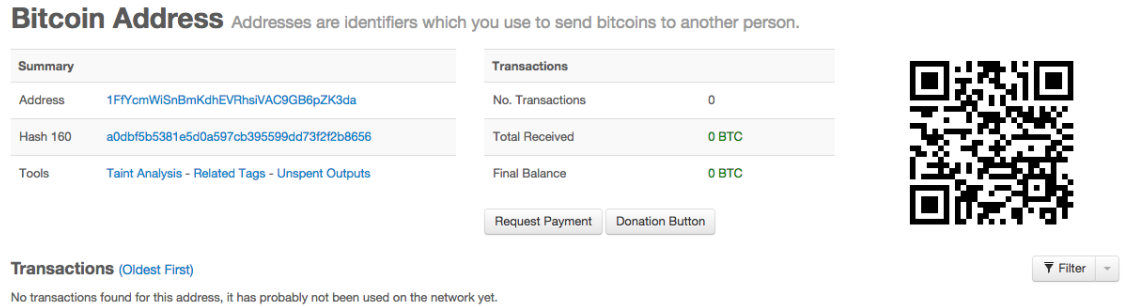 Bitcoin Address Addresses are identifiers which you use to send bitcoins to another person.
Summary
Address 1FfYcmWiSnBmKdhEVRhsiVAC9GB6pZK3da
Hash 160 a0dbf5b5381e5d0a597cb395599dd73f2f2b8656
Tools Taint Analysis - Related Tags - Unspent Outputs
Transactions
No. Transactions 0
Total Received 0 BTC
Final Balance 0 BTC
Request Payment Donation Button
Transactions (Oldest First)
Filter
No transactions found for this address, it has probably not been used on the network yet.